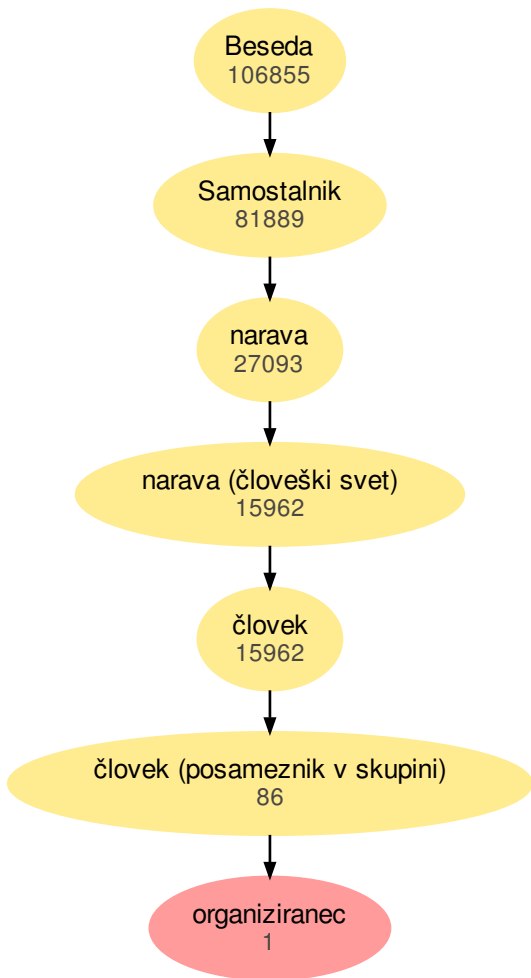 Beseda
106855
Samostalnik
81889
narava
27093
narava (človeški svet)
15962
človek
15962
človek (posameznik v skupini)
86
organiziranec
1